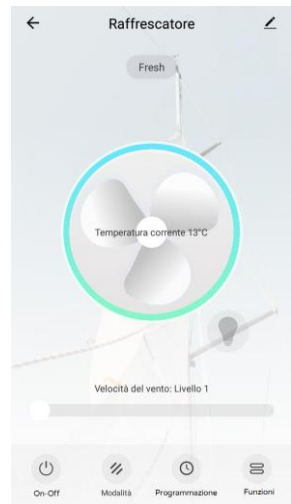 Raffrescatore
Fresh
Temperatura corrente 13°C
Velocità del vento: Livello 1
On-Off
Modalità
Programmazione
Funzioni